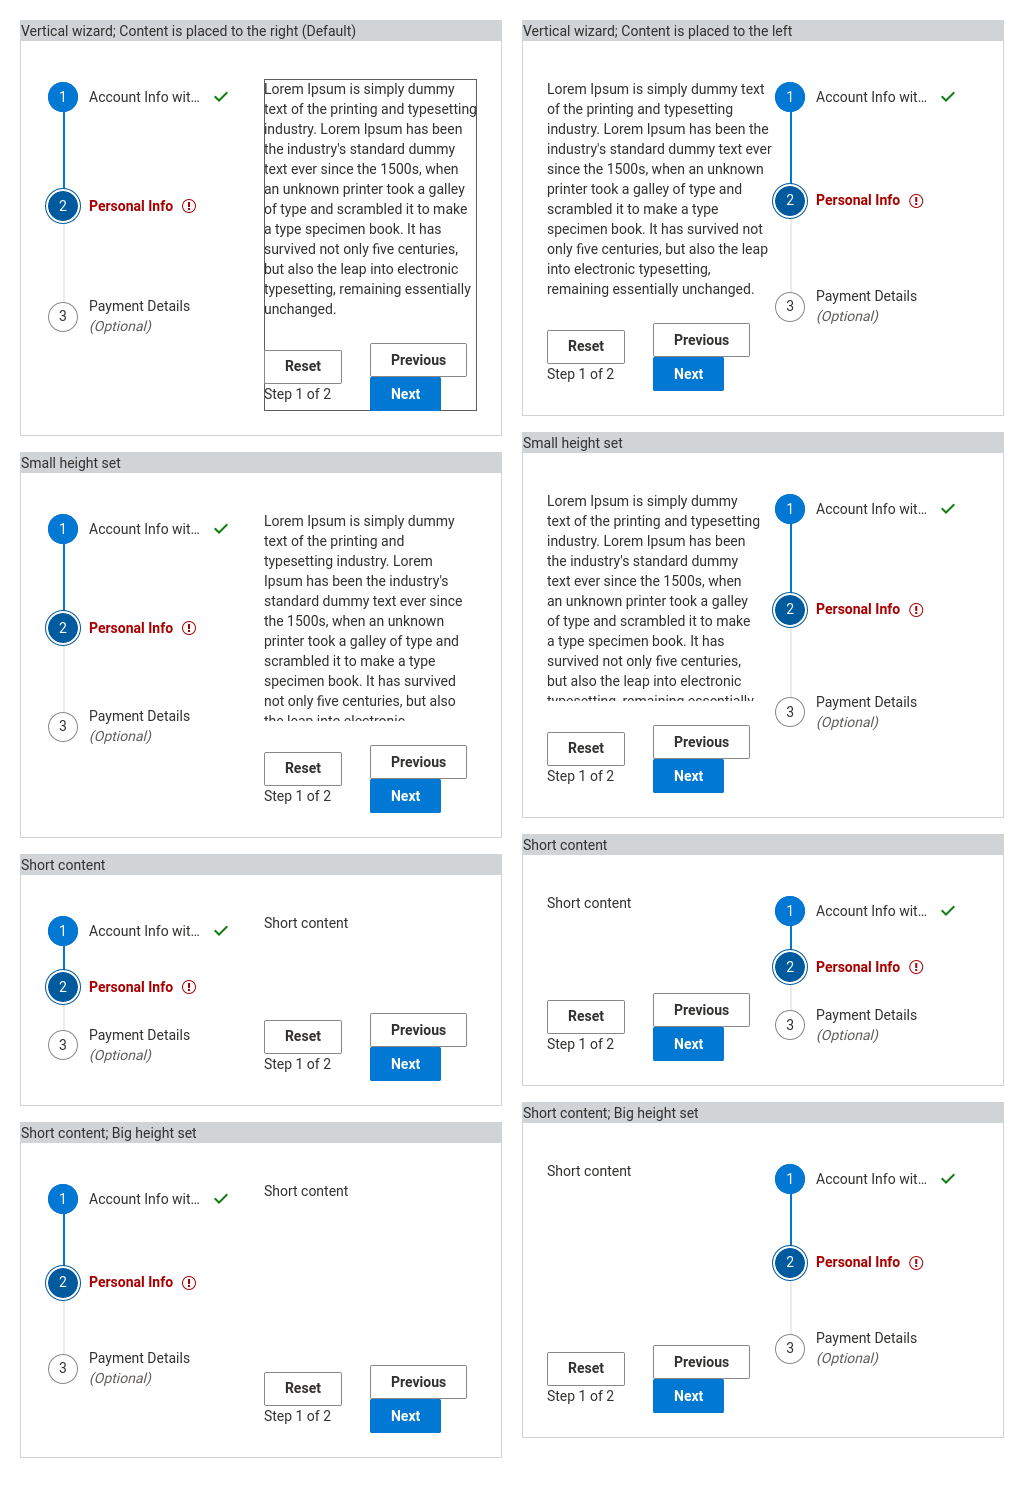 Vertical wizard; Content is placed to the right (Default)
1
Account Info wit...
2
Personal Info
3
Payment Details
(Optional)
Lorem Ipsum is simply dummy
text of the printing and typesetting
industry. Lorem Ipsum has been
the industry's standard dummy
text ever since the 1500s, when
an unknown printer took a galley
of type and scrambled it to make
a type specimen book. It has
survived not only five centuries,
but also the leap into electronic
typesetting, remaining essentially
unchanged.
Reset
Previous
Step 1 of 2
Next
Vertical wizard; Content is placed to the left
Lorem Ipsum is simply dummy text
of the printing and typesetting
industry. Lorem Ipsum has been the
industry's standard dummy text ever
since the 1500s, when an unknown
printer took a galley of type and
scrambled it to make a type
specimen book. It has survived not
only five centuries, but also the leap
into electronic typesetting,
remaining essentially unchanged.
Reset
Previous
Step 1 of 2
Next
1
Account Info wit...
2
Personal Info
3
Payment Details
(Optional)
Small height set
1
Account Info wit...
2
Personal Info
3
Payment Details
(Optional)
Lorem Ipsum is simply dummy
text of the printing and
typesetting industry. Lorem
Ipsum has been the industry's
standard dummy text ever since
the 1500s, when an unknown
printer took a galley of type and
scrambled it to make a type
specimen book. It has survived
not only five centuries, but also
the leap into electronic
Reset
Previous
Step 1 of 2
Next
Small height set
Lorem Ipsum is simply dummy
text of the printing and typesetting
industry. Lorem Ipsum has been
the industry's standard dummy
text ever since the 1500s, when
an unknown printer took a galley
of type and scrambled it to make
a type specimen book. It has
survived not only five centuries,
but also the leap into electronic
typesetting, remaining essentially
Reset
Previous
Step 1 of 2
Next
1
Account Info wit...
2
Personal Info
3
Payment Details
(Optional)
Short content
1
Account Info wit...
2
Personal Info
3
Payment Details
(Optional)
Short content
Reset
Previous
Step 1 of 2
Next
Short content
Short content
Reset
Previous
Step 1 of 2
Next
1
Account Info wit...
2
Personal Info
3
Payment Details
(Optional)
Short content; Big height set
1
Account Info wit...
2
Personal Info
3
Payment Details
(Optional)
Short content
Reset
Previous
Step 1 of 2
Next
Short content; Big height set
Short content
Reset
Previous
Step 1 of 2
Next
1
Account Info wit...
2
Personal Info
3
Payment Details
(Optional)